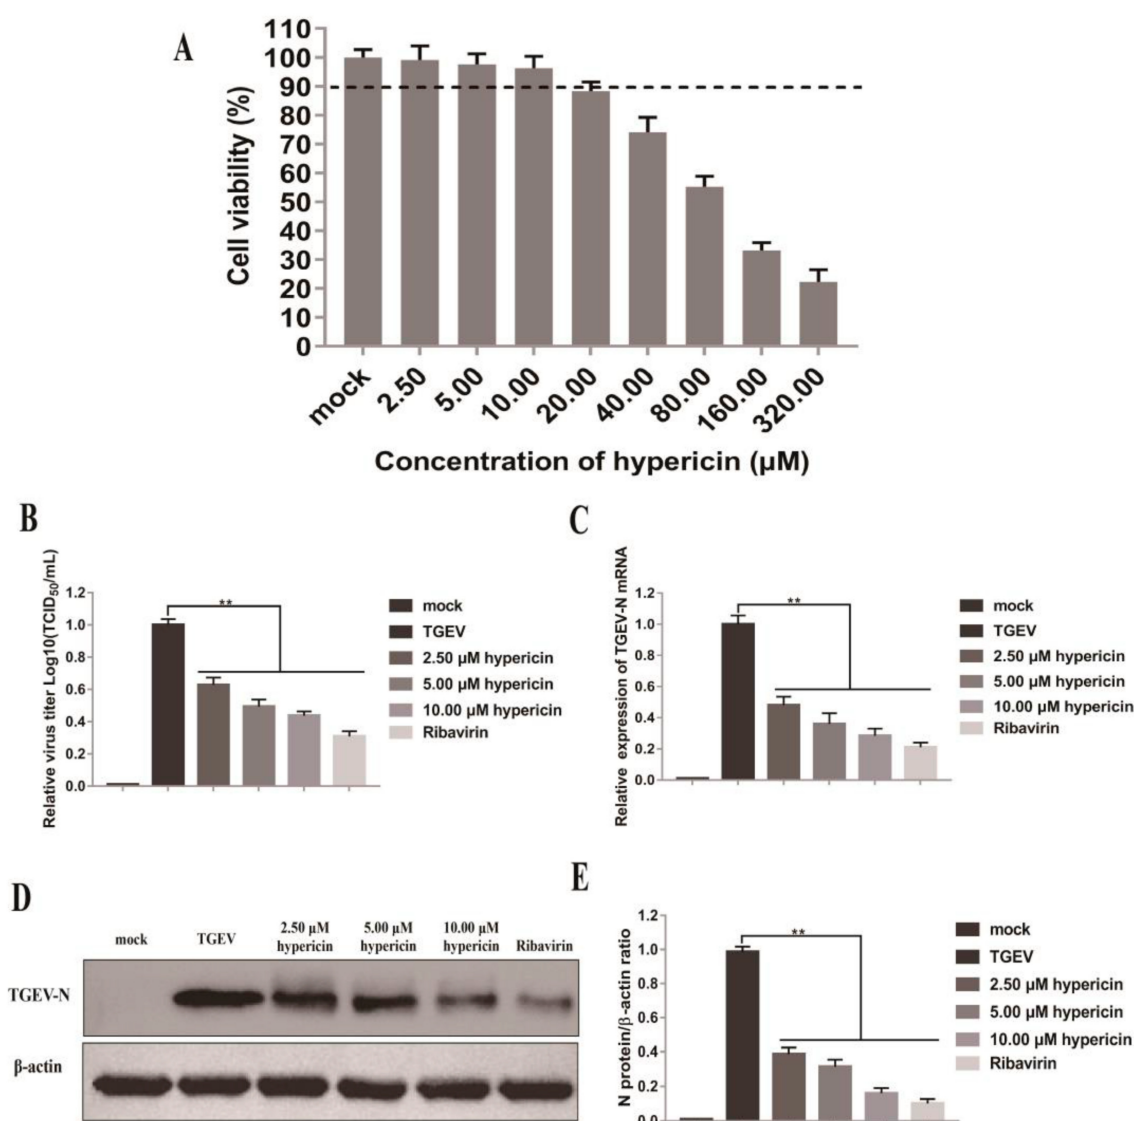 A
110
100
90
80
70
60
50
40
30
20
10
0
Cell viability (%)
mock
2.50
5.00
10.00
20.00
40.00
80.00
160.00
320.00
Concentration of hypericin (μM)
B
Relative virus titer Log10(TCID50/mL)
1.2
1.0
0.8
0.6
0.4
0.2
0.0
**
mock
TGEV
2.50 μM hypericin
5.00 μM hypericin
10.00 μM hypericin
Ribavirin
C
Relative expression of TGEV-N mRNA
1.2
1.0
0.8
0.6
0.4
0.2
0.0
**
mock
TGEV
2.50 μM hypericin
5.00 μM hypericin
10.00 μM hypericin
Ribavirin
D
mock
TGEV
2.50 μM
hypericin
5.00 μM
hypericin
10.00 μM
hypericin
Ribavirin
TGEV-N
β-actin
E
N protein/β-actin ratio
1.2
1.0
0.8
0.6
0.4
0.2
0.0
**
mock
TGEV
2.50 μM hypericin
5.00 μM hypericin
10.00 μM hypericin
Ribavirin